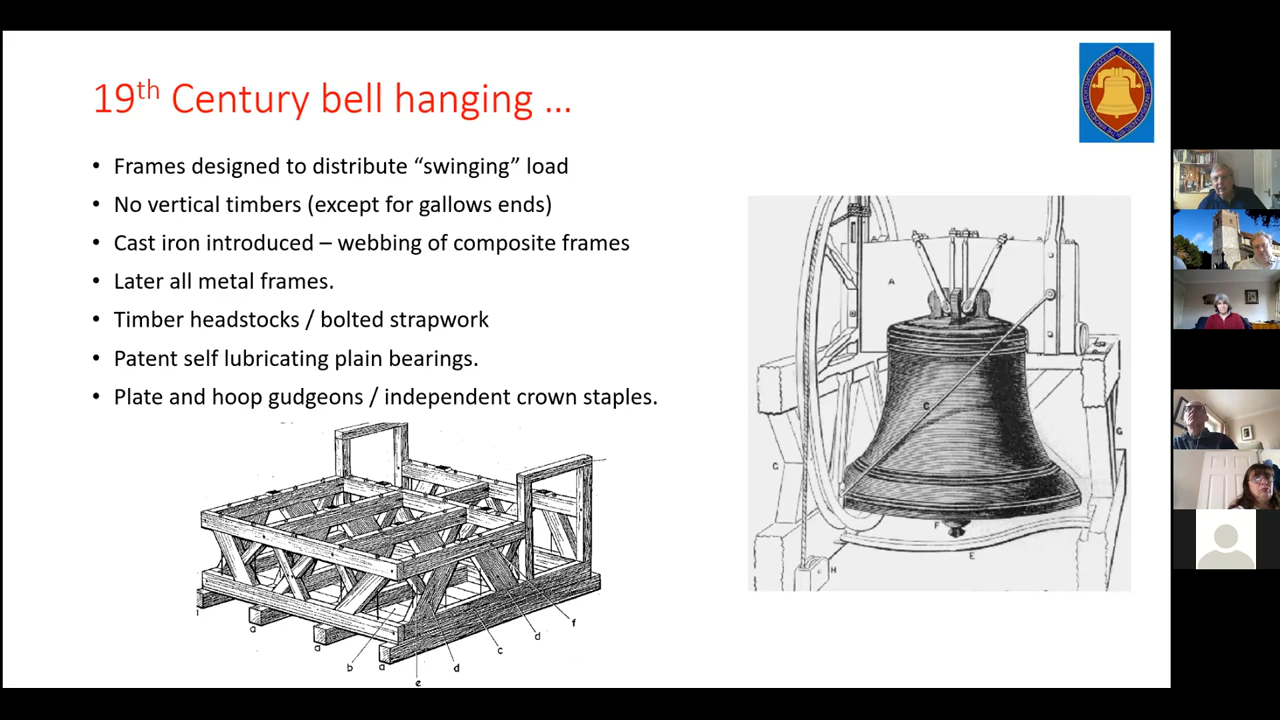 19th Century bell hanging ...
• Frames designed to distribute “swinging” load
• No vertical timbers (except for gallows ends)
• Cast iron introduced – webbing of composite frames
• Later all metal frames.
• Timber headstocks / bolted strapwork
• Patent self lubricating plain bearings.
• Plate and hoop gudgeons / independent crown staples.
A
C
G
G
F
E
H
a
a
a
b
e
d
c
d
f